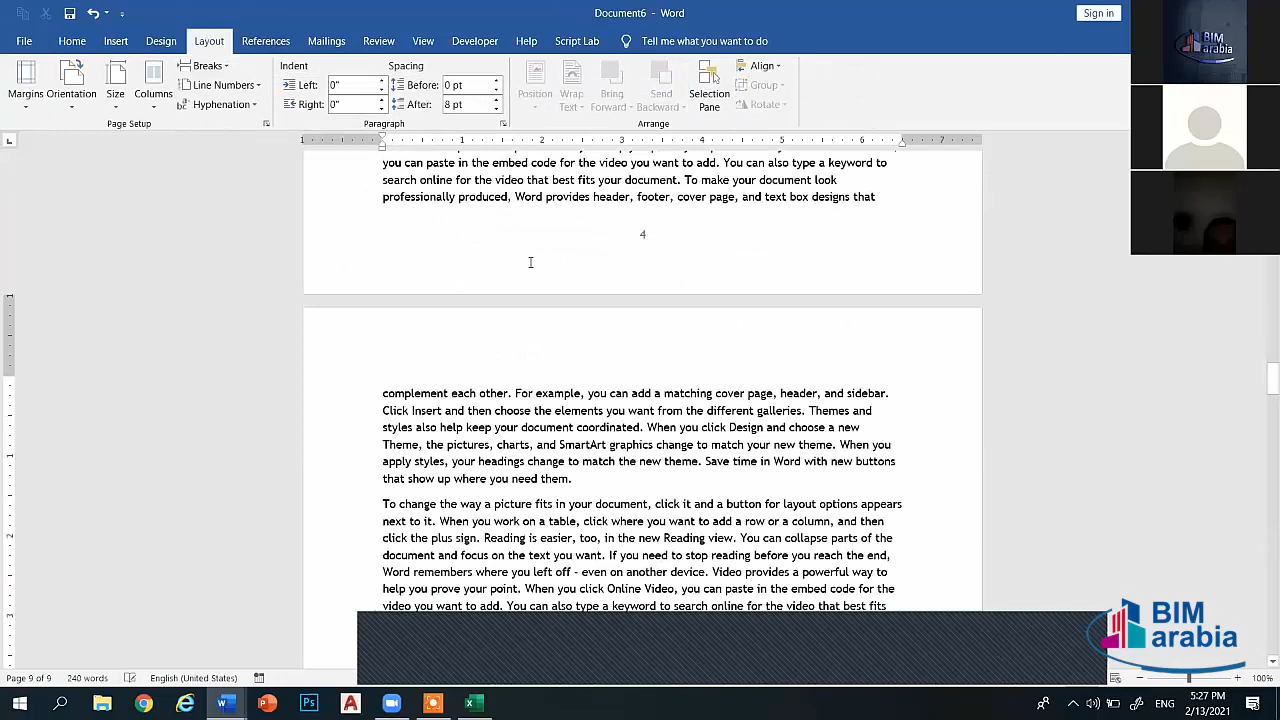 Document6 - Word
Sign in
File Home Insert Design Layout References Mailings Review View Developer Help Script Lab Tell me what you want to do
Margins Orientation Size Columns
Breaks
Line Numbers
Hyphenation
Page Setup
Indent
Left: 0"
Right: 0"
Spacing
Before: 0 pt
After: 8 pt
Paragraph
Position Wrap Text Bring Forward Send Backward Selection Pane
Align
Group
Rotate
Arrange
BIM
arabia
1 1 2 3 4 5 6 7
you can paste in the embed code for the video you want to add. You can also type a keyword to
search online for the video that best fits your document. To make your document look
professionally produced, Word provides header, footer, cover page, and text box designs that
4
complement each other. For example, you can add a matching cover page, header, and sidebar.
Click Insert and then choose the elements you want from the different galleries. Themes and
styles also help keep your document coordinated. When you click Design and choose a new
Theme, the pictures, charts, and SmartArt graphics change to match your new theme. When you
apply styles, your headings change to match the new theme. Save time in Word with new buttons
that show up where you need them.
To change the way a picture fits in your document, click it and a button for layout options appears
next to it. When you work on a table, click where you want to add a row or a column, and then
click the plus sign. Reading is easier, too, in the new Reading view. You can collapse parts of the
document and focus on the text you want. If you need to stop reading before you reach the end,
Word remembers where you left off - even on another device. Video provides a powerful way to
help you prove your point. When you click Online Video, you can paste in the embed code for the
video you want to add. You can also type a keyword to search online for the video that best fits
BIM
arabia
Page 9 of 9 240 words English (United States) 100%
ENG
5:27 PM
2/13/2021